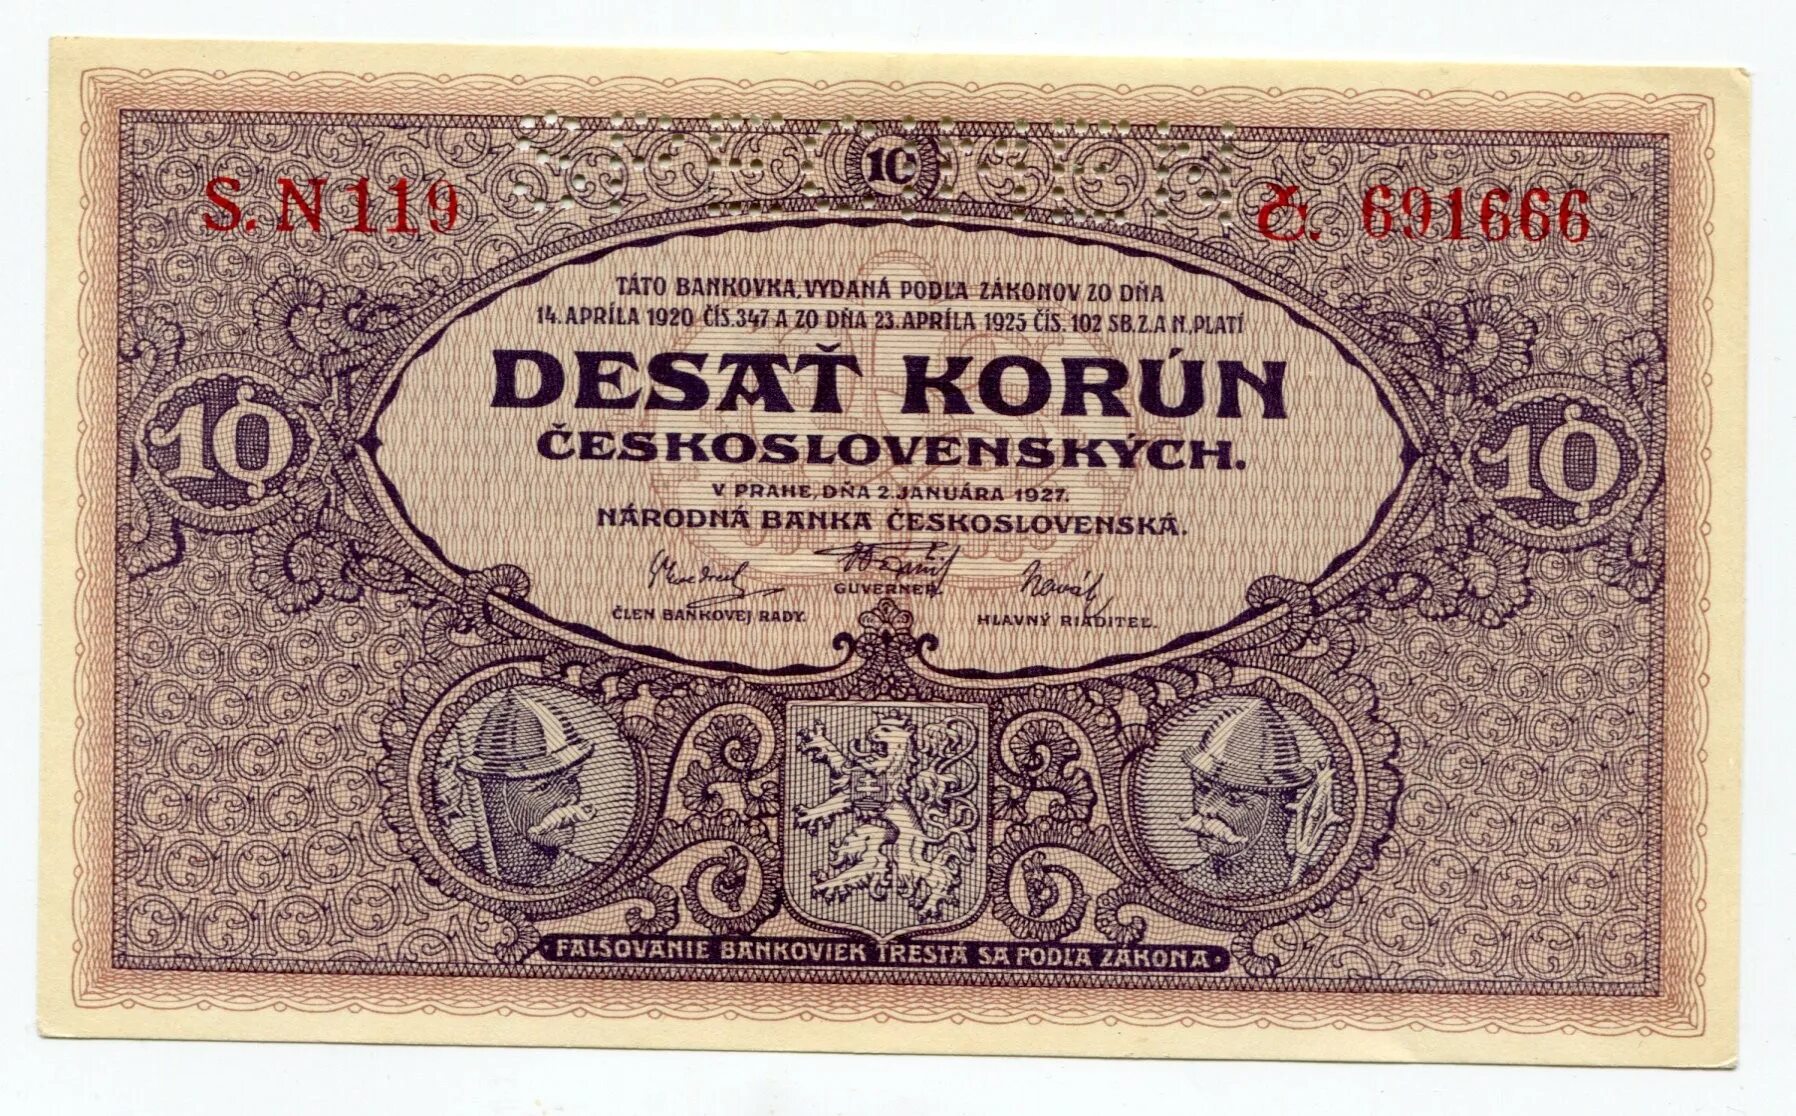 1C
S. N 119
Č. 691666
TÁTO BANKOVKA, VYDANÁ PODĽA ZÁKONOV ZO DŇA
14. APRÍLA 1920 ČÍS. 347 A ZO DŇA 23. APRÍLA 1925 ČÍS. 102 SB. Z. A N. PLATÍ
DESAŤ KORÚN
ČESKOSLOVENSKÝCH.
10
10
V PRAHE, DŇA 2. JANUÁRA 1927.
NÁRODNÁ BANKA ČESKOSLOVENSKÁ.
GUVERNER.
ČLEN BANKOVEJ RADY.
HLAVNÝ RIADITEĽ.
· FALŠOVANIE BANKOVIEK TRESTÁ SA PODĽA ZÁKONA ·